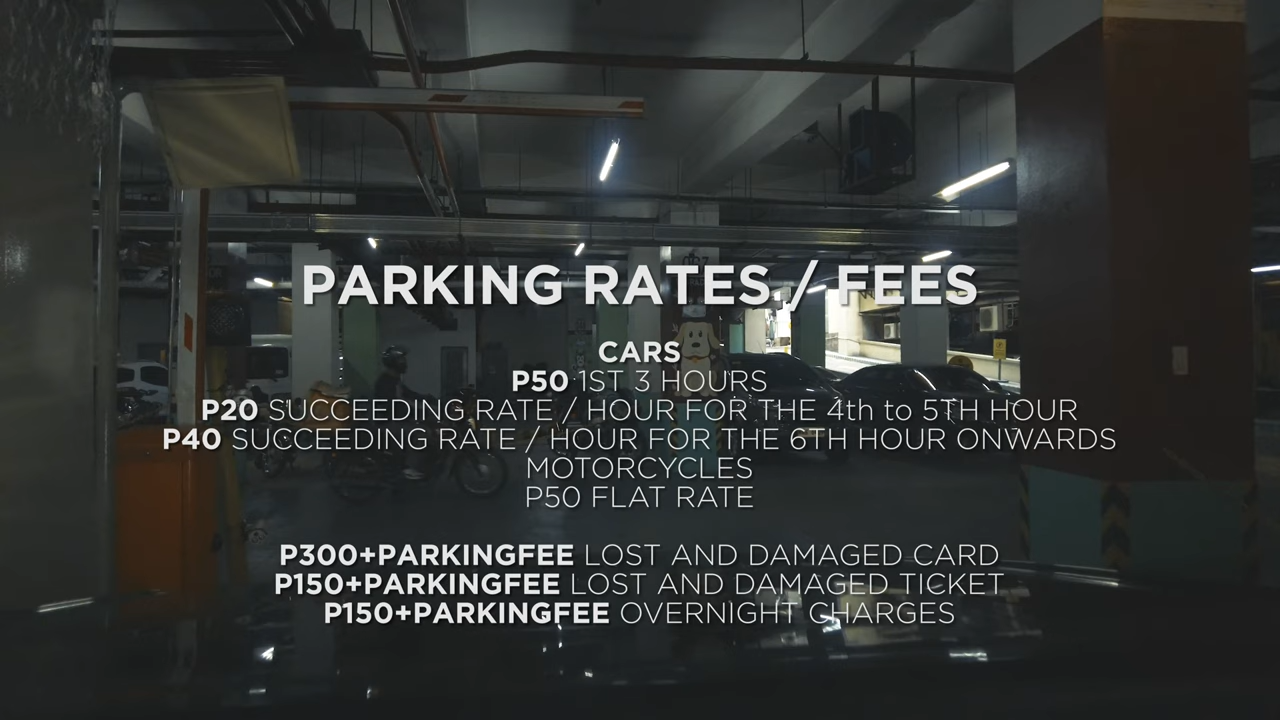 PARKING RATES / FEES
CARS
P50 1ST 3 HOURS
P20 SUCCEEDING RATE / HOUR FOR THE 4th to 5TH HOUR
P40 SUCCEEDING RATE / HOUR FOR THE 6TH HOUR ONWARDS
MOTORCYCLES
P50 FLAT RATE
P300+PARKINGFEE LOST AND DAMAGED CARD
P150+PARKINGFEE LOST AND DAMAGED TICKET
P150+PARKINGFEE OVERNIGHT CHARGES